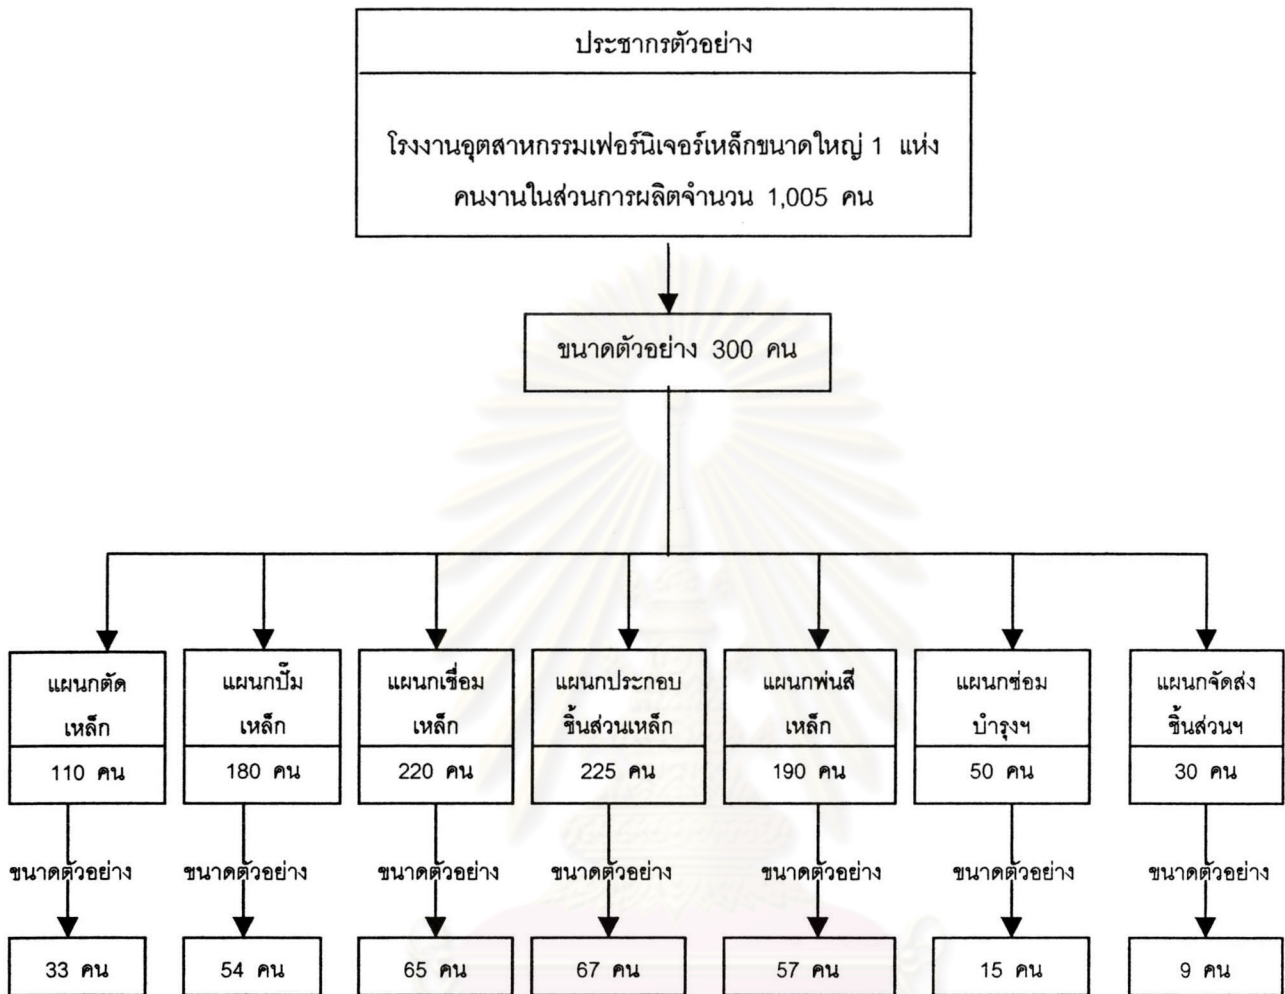 ประชากรตัวอย่าง
โรงงานอุตสาหกรรมเฟอร์นิเจอร์เหล็กขนาดใหญ่ 1 แห่ง
คนงานในส่วนการผลิตจำนวน 1,005 คน
ขนาดตัวอย่าง 300 คน
แผนกตัด
เหล็ก
110 คน
ขนาดตัวอย่าง
33 คน
แผนกปั๊ม
เหล็ก
180 คน
ขนาดตัวอย่าง
54 คน
แผนกเชื่อม
เหล็ก
220 คน
ขนาดตัวอย่าง
65 คน
แผนกประกอบ
ชิ้นส่วนเหล็ก
225 คน
ขนาดตัวอย่าง
67 คน
แผนกพ่นสี
เหล็ก
190 คน
ขนาดตัวอย่าง
57 คน
แผนกซ่อม
บำรุงฯ
50 คน
ขนาดตัวอย่าง
15 คน
แผนกจัดส่ง
ชิ้นส่วนฯ
30 คน
ขนาดตัวอย่าง
9 คน